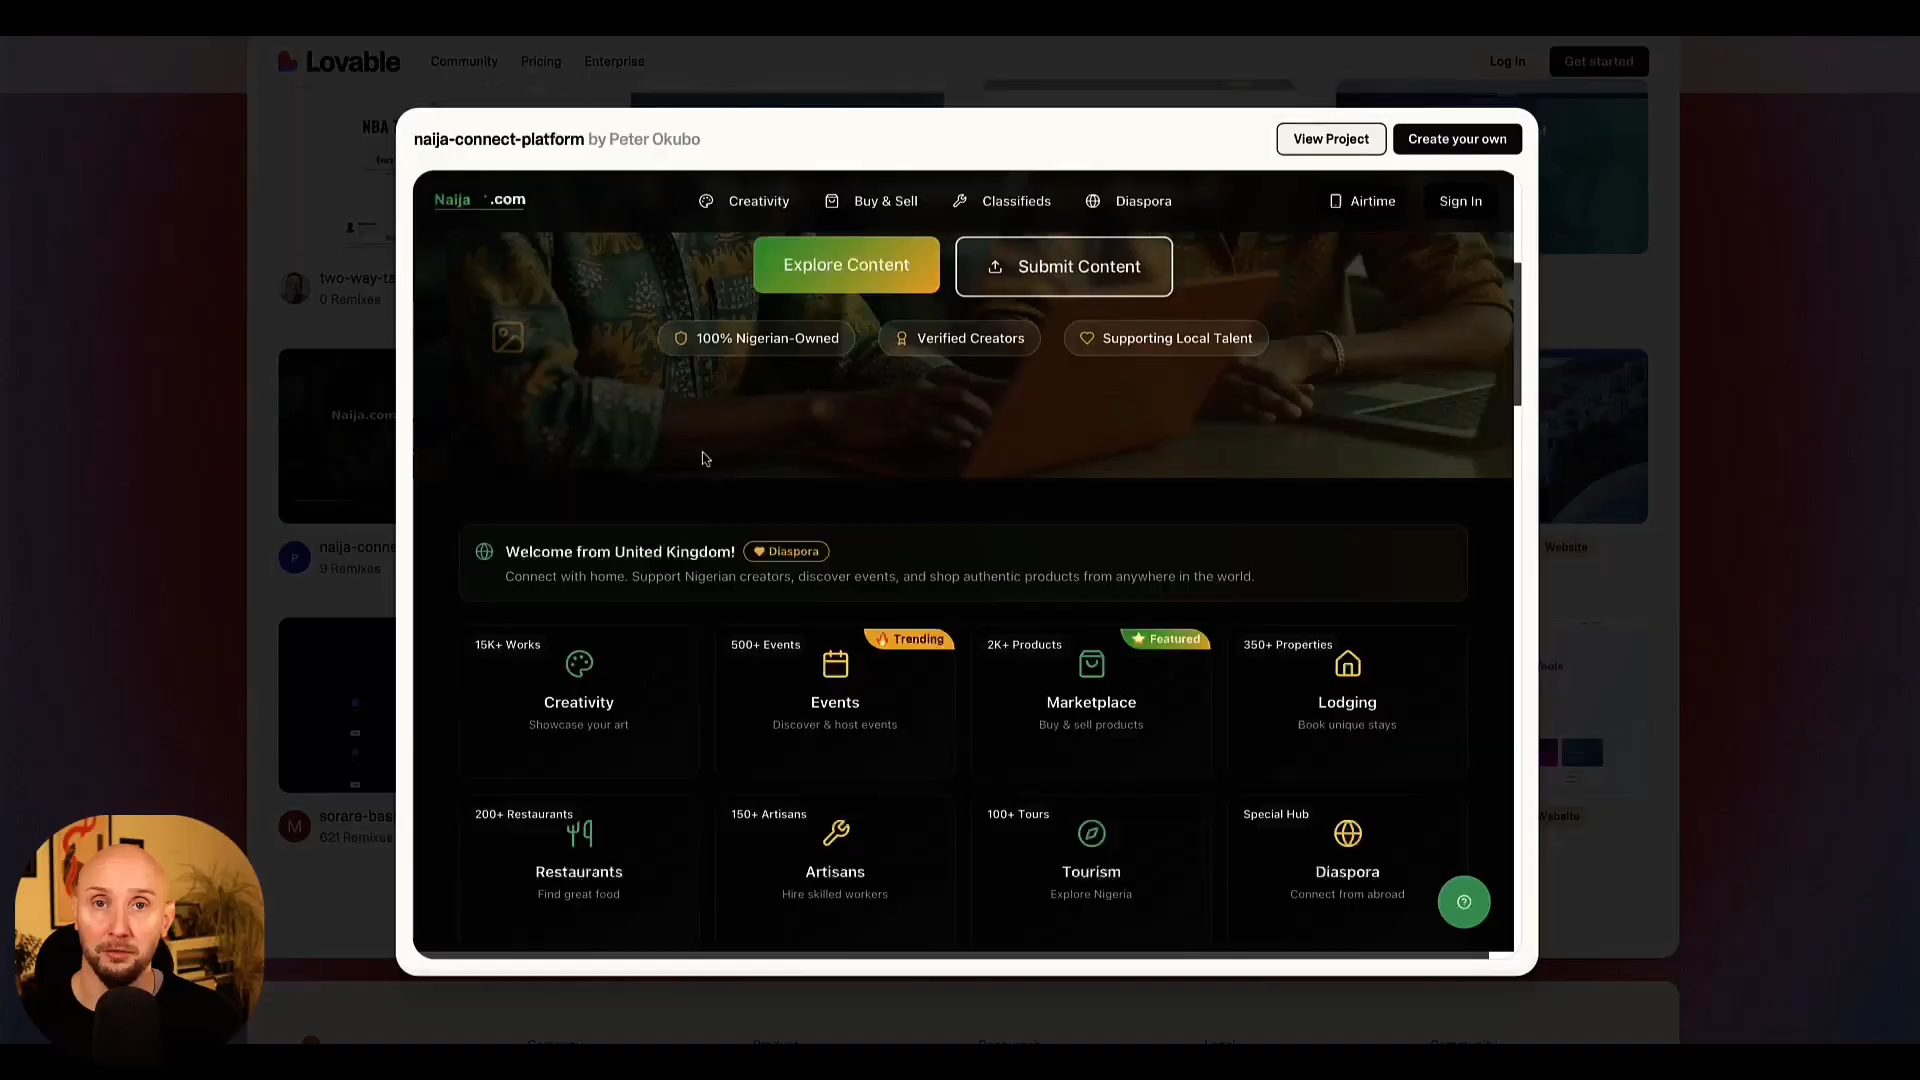 Lovable
Community
Pricing
Enterprise
Log In
Get started
NBA
naija-connect-platform by Peter Okubo
View Project
Create your own
Naija .com
Creativity
Buy & Sell
Classifieds
Diaspora
Airtime
Sign In
Explore Content
Submit Content
100% Nigerian-Owned
Verified Creators
Supporting Local Talent
two-way-ta
0 Remixes
Naija.com
naija-conne
9 Remixes
P
Website
Welcome from United Kingdom!
Diaspora
Connect with home. Support Nigerian creators, discover events, and shop authentic products from anywhere in the world.
15K+ Works
Creativity
Showcase your art
500+ Events
Trending
Events
Discover & host events
2K+ Products
Featured
Marketplace
Buy & sell products
350+ Properties
Lodging
Book unique stays
200+ Restaurants
Restaurants
Find great food
150+ Artisans
Artisans
Hire skilled workers
100+ Tours
Tourism
Explore Nigeria
Special Hub
Diaspora
Connect from abroad
M
sorare-bas
621 Remixes
Website